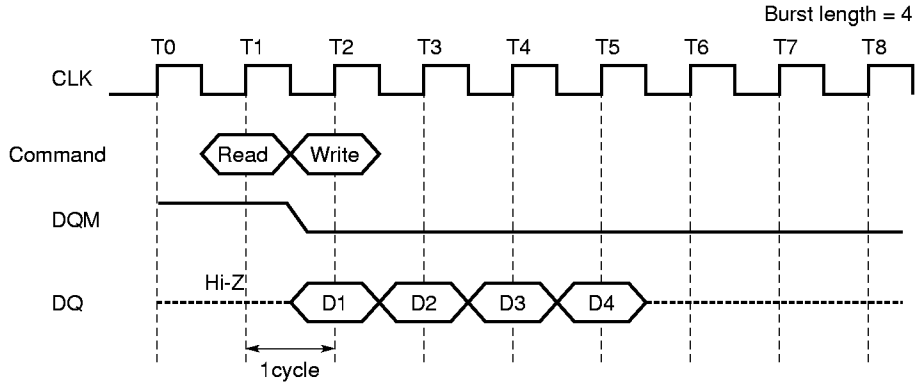 Burst length = 4
T0 T1 T2 T3 T4 T5 T6 T7 T8
CLK
Command Read Write
DQM
Hi-Z
DQ D1 D2 D3 D4
1cycle